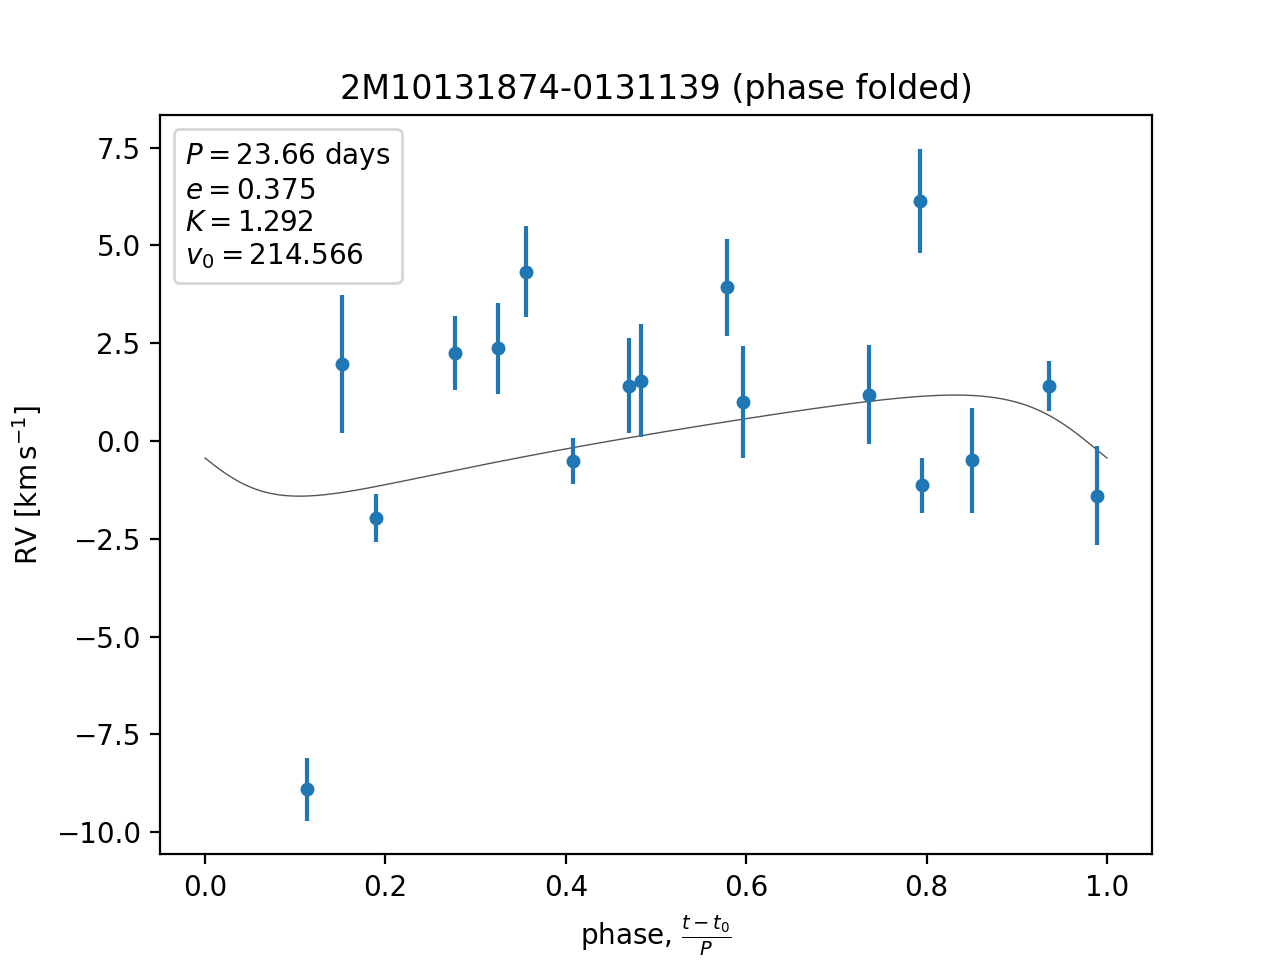 2M10131874-0131139 (phase folded)
P = 23.66 days
e = 0.375
K = 1.292
v₀ = 214.566
RV [km s⁻¹]
7.5
5.0
2.5
0.0
−2.5
−5.0
−7.5
−10.0
0.0 0.2 0.4 0.6 0.8 1.0
phase, (t − t₀)/P